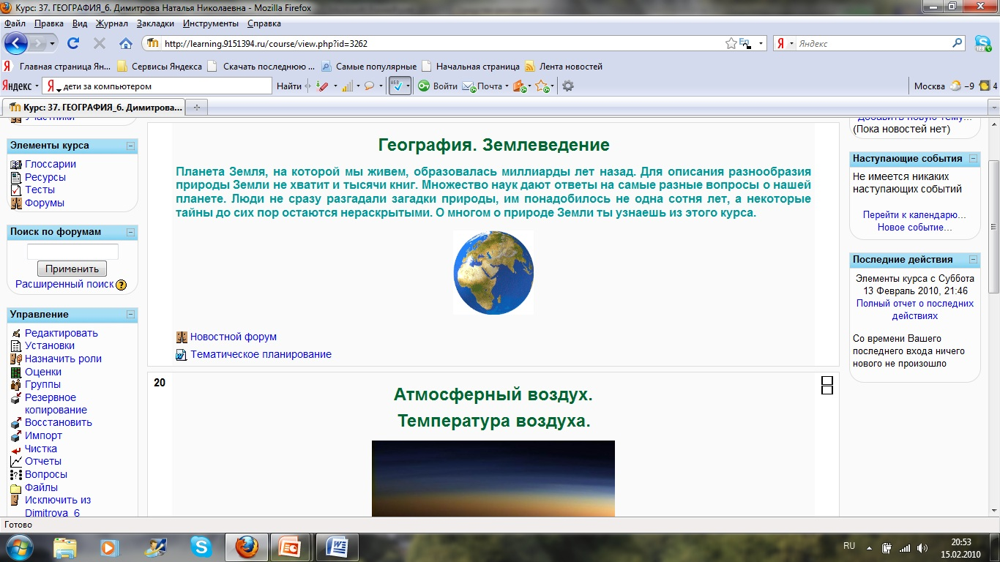 Курс: 37. ГЕОГРАФИЯ_6. Димитрова Наталья Николаевна - Mozilla Firefox
Файл Правка Вид Журнал Закладки Инструменты Справка
http://learning.9151394.ru/course/view.php?id=3262
Яндекс
Главная страница Ян... Сервисы Яндекса Скачать последнюю ... Самые популярные Начальная страница Лента новостей
Яндекс дети за компьютером Найти Войти Почта Москва −9 4
Курс: 37. ГЕОГРАФИЯ_6. Димитрова...
Участники
Элементы курса
Глоссарии
Ресурсы
Тесты
Форумы
Поиск по форумам
Применить
Расширенный поиск
Управление
Редактировать
Установки
Назначить роли
Оценки
Группы
Резервное
копирование
Восстановить
Импорт
Чистка
Отчеты
Вопросы
Файлы
Исключить из
Dimitrova_6
География. Землеведение
Планета Земля, на которой мы живем, образовалась миллиарды лет назад. Для описания разнообразия
природы Земли не хватит и тысячи книг. Множество наук дают ответы на самые разные вопросы о нашей
планете. Люди не сразу разгадали загадки природы, им понадобилось не одна сотня лет, а некоторые
тайны до сих пор остаются нераскрытыми. О многом о природе Земли ты узнаешь из этого курса.
Новостной форум
Тематическое планирование
20
Атмосферный воздух.
Температура воздуха.
Добавить новую тему...
(Пока новостей нет)
Наступающие события
Не имеется никаких
наступающих событий
Перейти к календарю...
Новое событие...
Последние действия
Элементы курса с Суббота
13 Февраль 2010, 21:46
Полный отчет о последних
действиях
Со времени Вашего
последнего входа ничего
нового не произошло
Готово
RU
20:53
15.02.2010